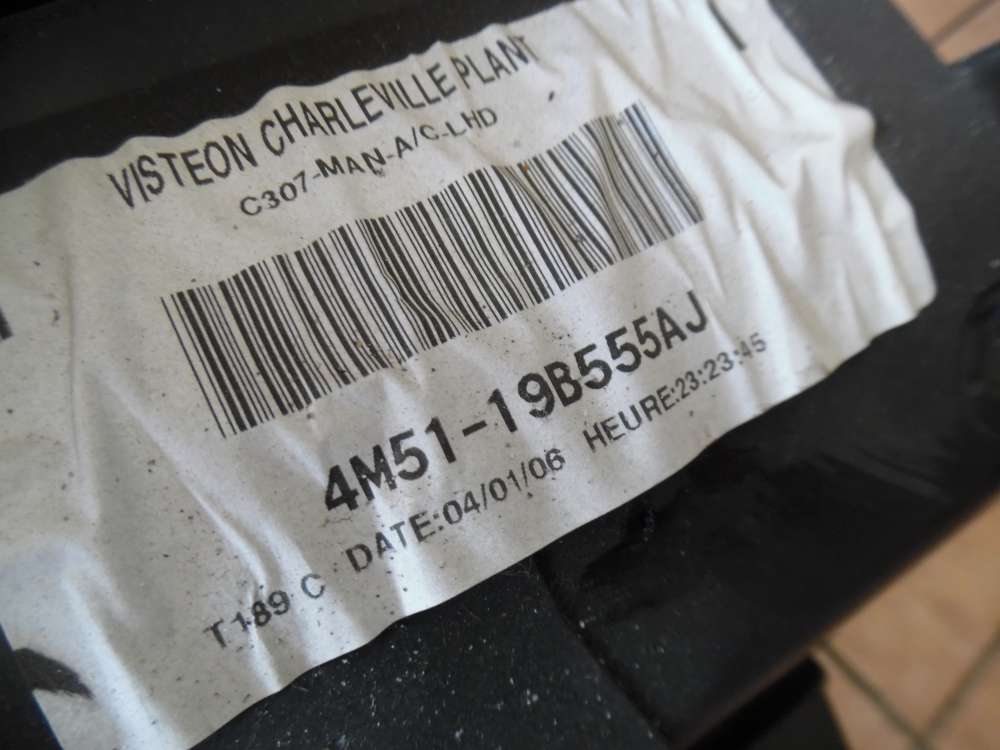 VISTEON CHARLEVILLE PLANT
C307-MAN-A/C-LHD
4M51-19B555AJ
DATE:04/01/06 HEURE:23:23:45
T189 C